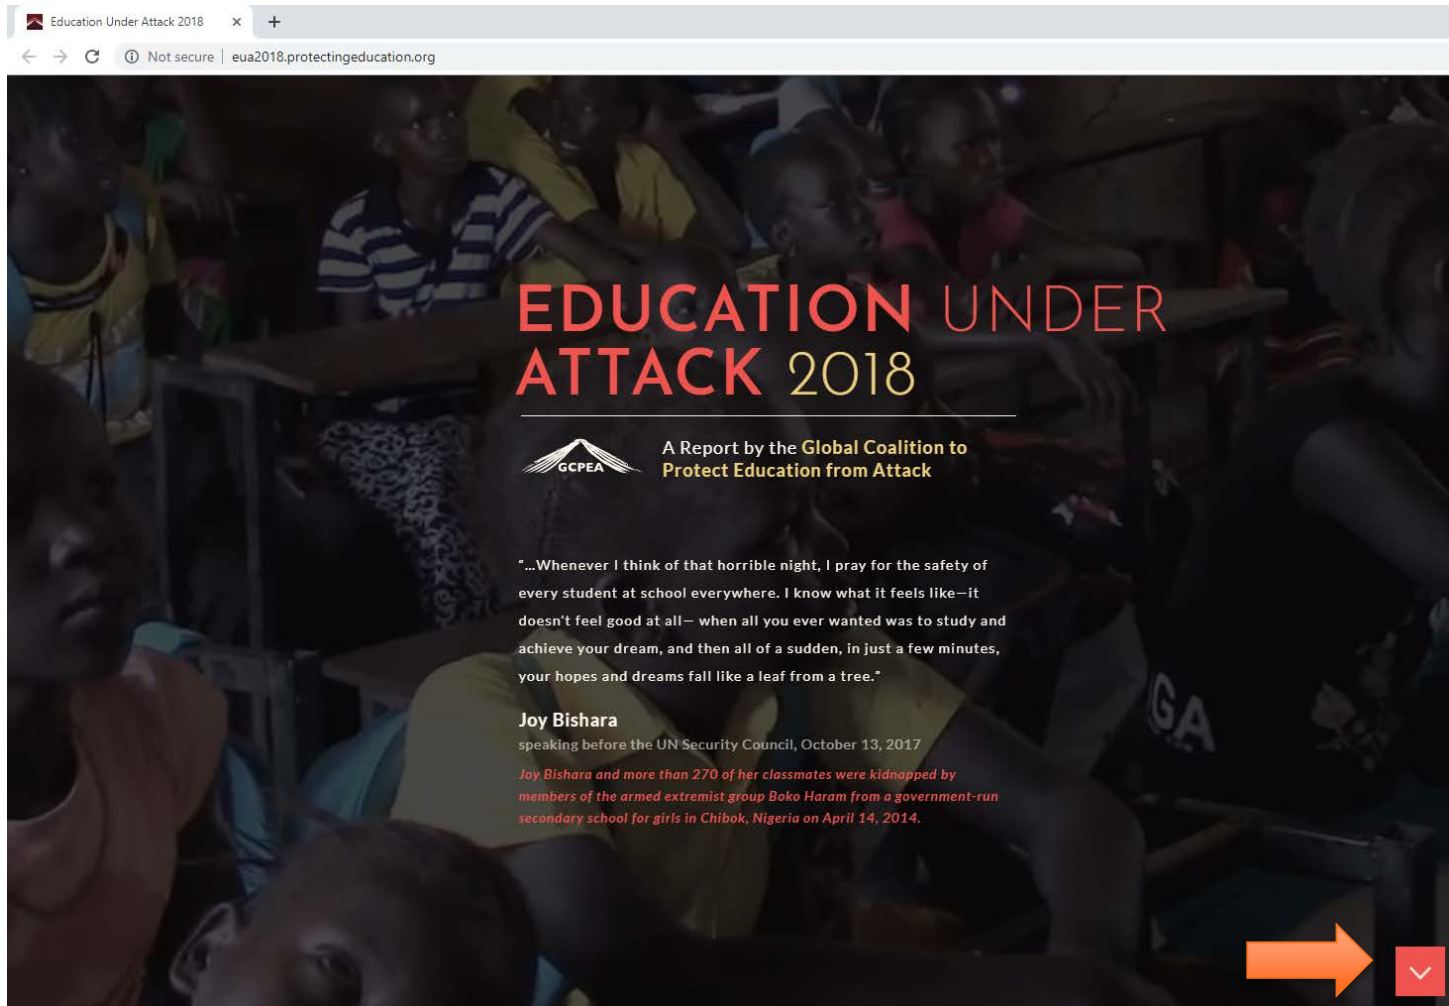 Education Under Attack 2018
Not secure | eua2018.protectingeducation.org
EDUCATION UNDER
ATTACK 2018
GCPEA
A Report by the Global Coalition to
Protect Education from Attack
"...Whenever I think of that horrible night, I pray for the safety of
every student at school everywhere. I know what it feels like—it
doesn't feel good at all— when all you ever wanted was to study and
achieve your dream, and then all of a sudden, in just a few minutes,
your hopes and dreams fall like a leaf from a tree."
Joy Bishara
speaking before the UN Security Council, October 13, 2017
Joy Bishara and more than 270 of her classmates were kidnapped by
members of the armed extremist group Boko Haram from a government-run
secondary school for girls in Chibok, Nigeria on April 14, 2014.
GA